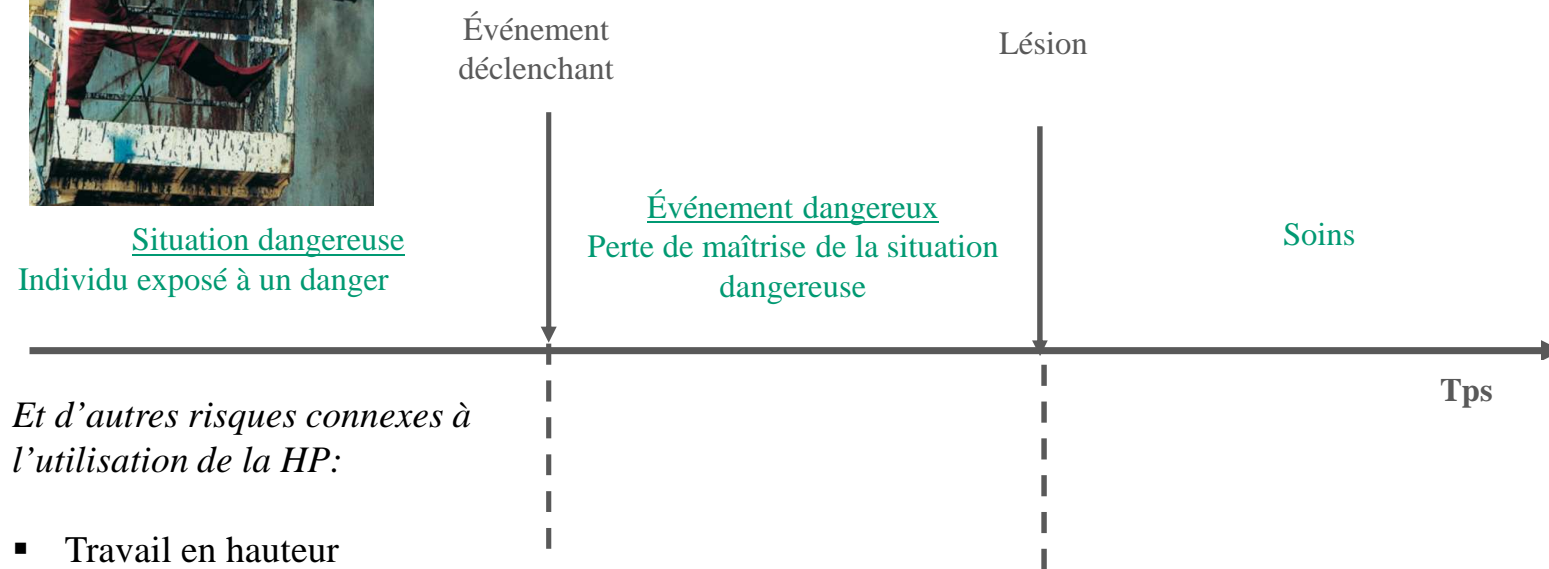 Événement
déclenchant
Lésion
Situation dangereuse
Individu exposé à un danger
Événement dangereux
Perte de maîtrise de la situation
dangereuse
Soins
Tps
Et d’autres risques connexes à
l’utilisation de la HP:
▪ Travail en hauteur